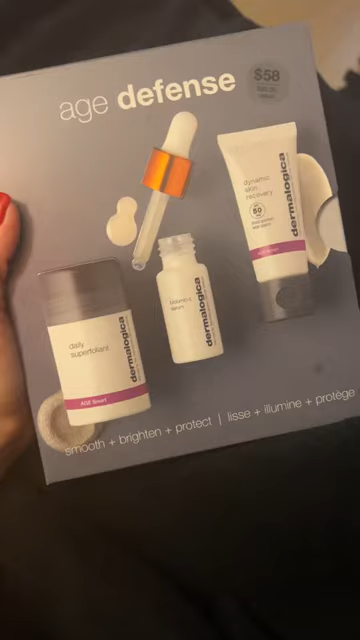 age defense
$58
dynamic
skin
recovery
SPF
50
dermalogica
biolumin-c
serum
dermalogica
daily
superfoliant
dermalogica
AGE Smart
smooth + brighten + protect | lisse + illumine + protège